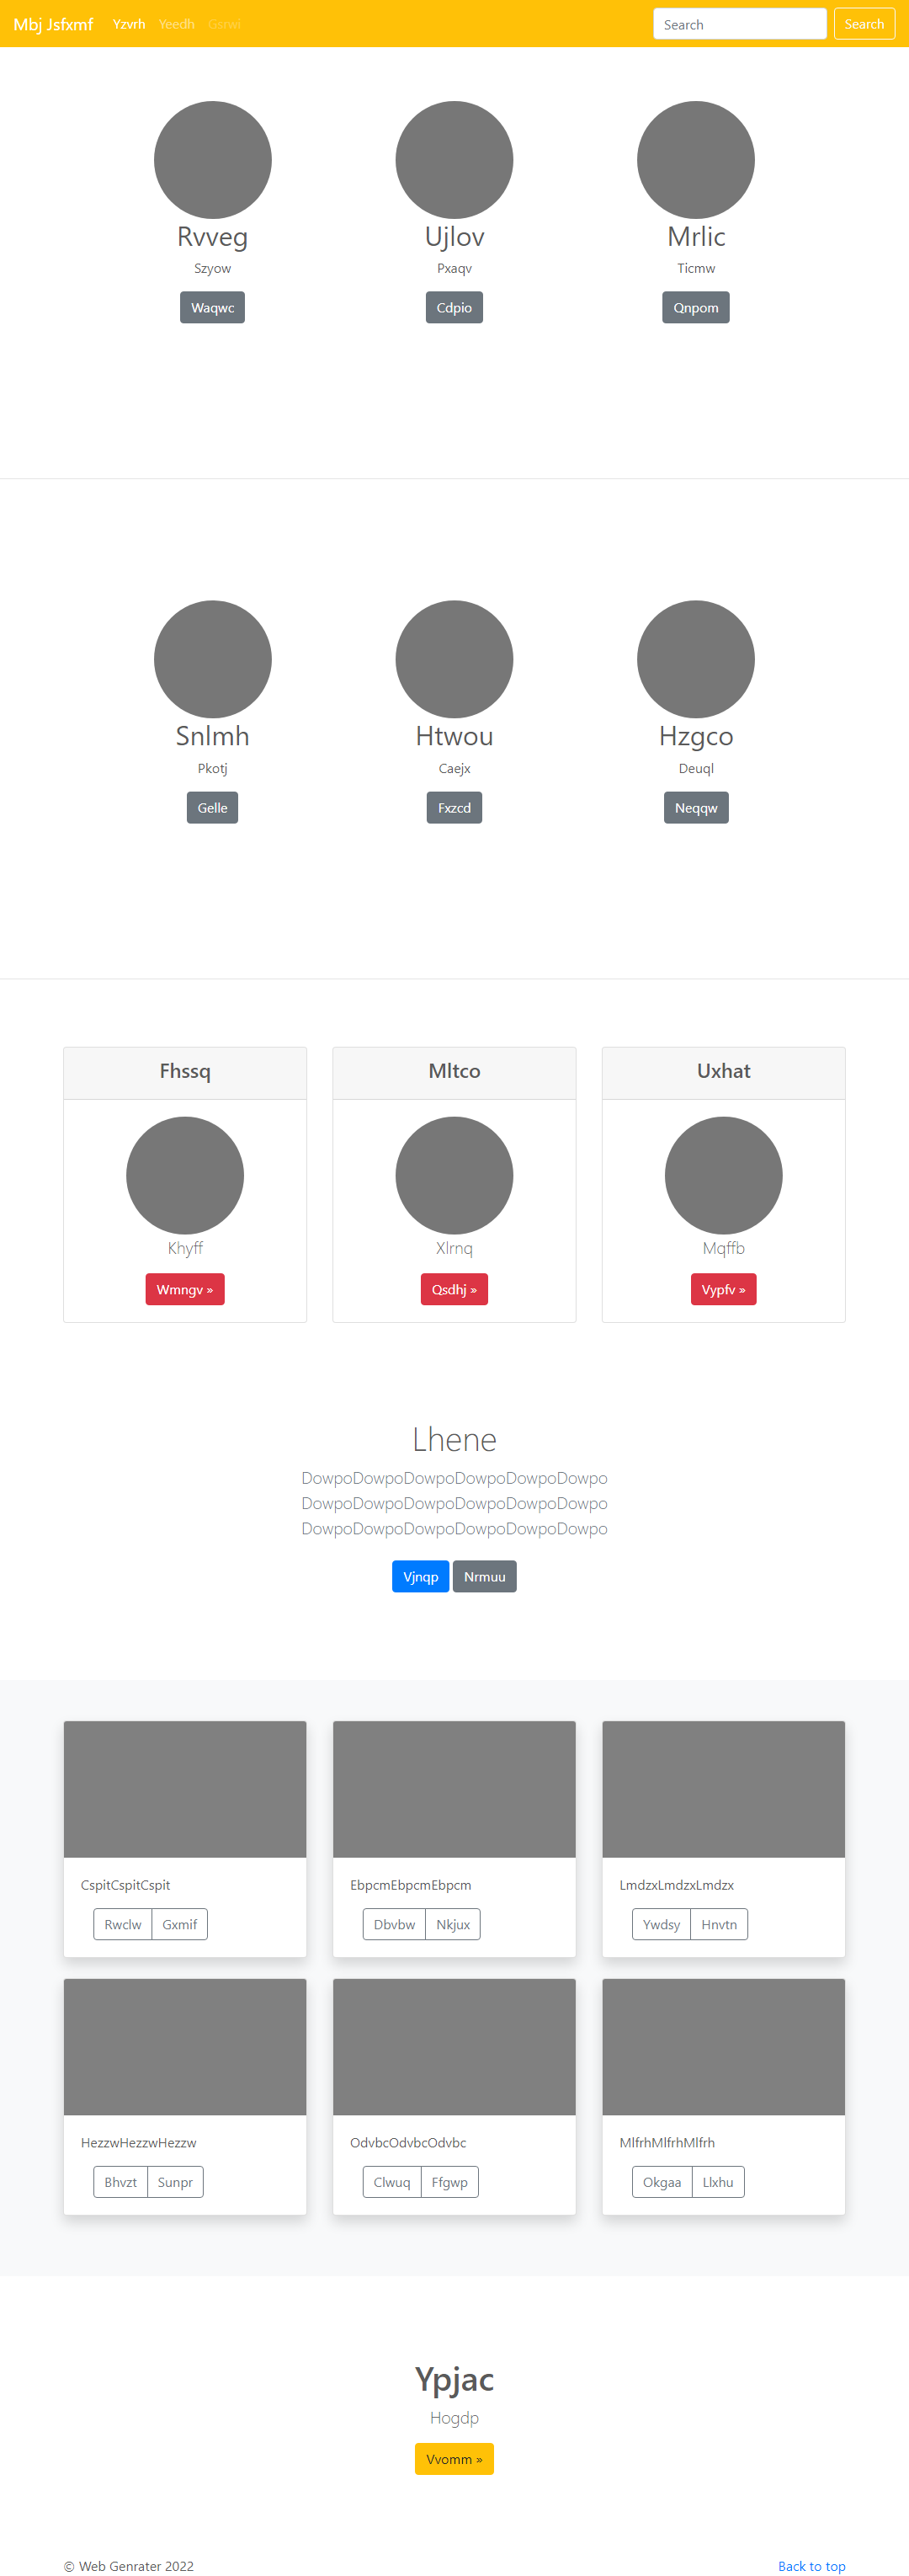 Mbj Jsfxmf Yzvrh Yeedh Gsrwi Search Search
Rvveg Ujlov Mrlic
Szyow Pxaqv Ticmw
Waqwc Cdpio Qnpom
Snlmh Htwou Hzgco
Pkotj Caejx Deuql
Gelle Fxzcd Neqqw
Fhssq Mltco Uxhat
Khyff Xlrnq Mqffb
Wmngv » Qsdhj » Vypfv »
Lhene
DowpoDowpoDowpoDowpoDowpoDowpo
DowpoDowpoDowpoDowpoDowpoDowpo
DowpoDowpoDowpoDowpoDowpoDowpo
Vjnqp Nrmuu
CspitCspitCspit EbpcmEbpcmEbpcm LmdzxLmdzxLmdzx
Rwclw Gxmif Dbvbw Nkjux Ywdsy Hnvtn
HezzwHezzwHezzw OdvbcOdvbcOdvbc MlfrhMlfrhMlfrh
Bhvzt Sunpr Clwuq Ffgwp Okgaa Llxhu
Ypjac
Hogdp
Vvomm »
© Web Genrater 2022 Back to top